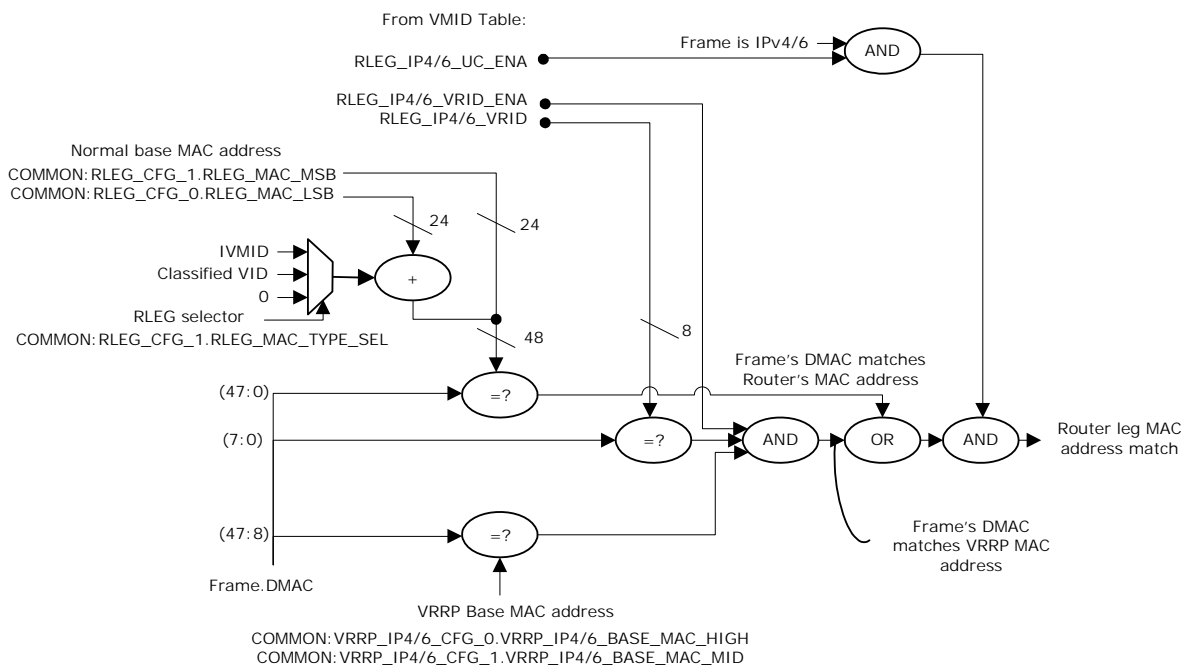 From VMID Table:
Frame is IPv4/6
AND
RLEG_IP4/6_UC_ENA
RLEG_IP4/6_VRID_ENA
RLEG_IP4/6_VRID
Normal base MAC address
COMMON:RLEG_CFG_1.RLEG_MAC_MSB
COMMON:RLEG_CFG_0.RLEG_MAC_LSB
24
24
IVMID
Classified VID
0
+
RLEG selector
COMMON:RLEG_CFG_1.RLEG_MAC_TYPE_SEL
48
8
Frame's DMAC matches
Router's MAC address
(47:0)
=?
(7:0)
=?
AND
OR
AND
Router leg MAC
address match
(47:8)
=?
Frame's DMAC
matches VRRP MAC
address
Frame.DMAC
VRRP Base MAC address
COMMON:VRRP_IP4/6_CFG_0.VRRP_IP4/6_BASE_MAC_HIGH
COMMON:VRRP_IP4/6_CFG_1.VRRP_IP4/6_BASE_MAC_MID